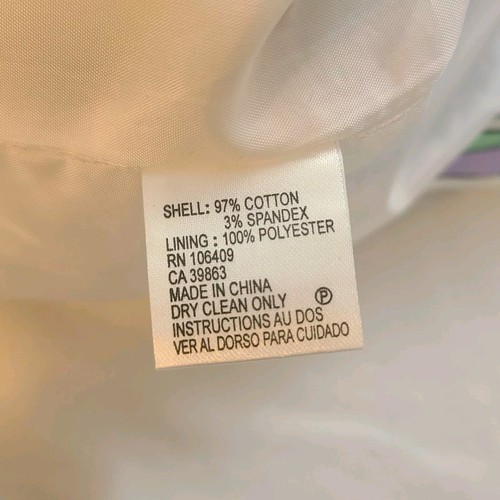 SHELL: 97% COTTON
3% SPANDEX
LINING : 100% POLYESTER
RN 106409
CA 39863
MADE IN CHINA
DRY CLEAN ONLY Ⓟ
INSTRUCTIONS AU DOS
VER AL DORSO PARA CUIDADO